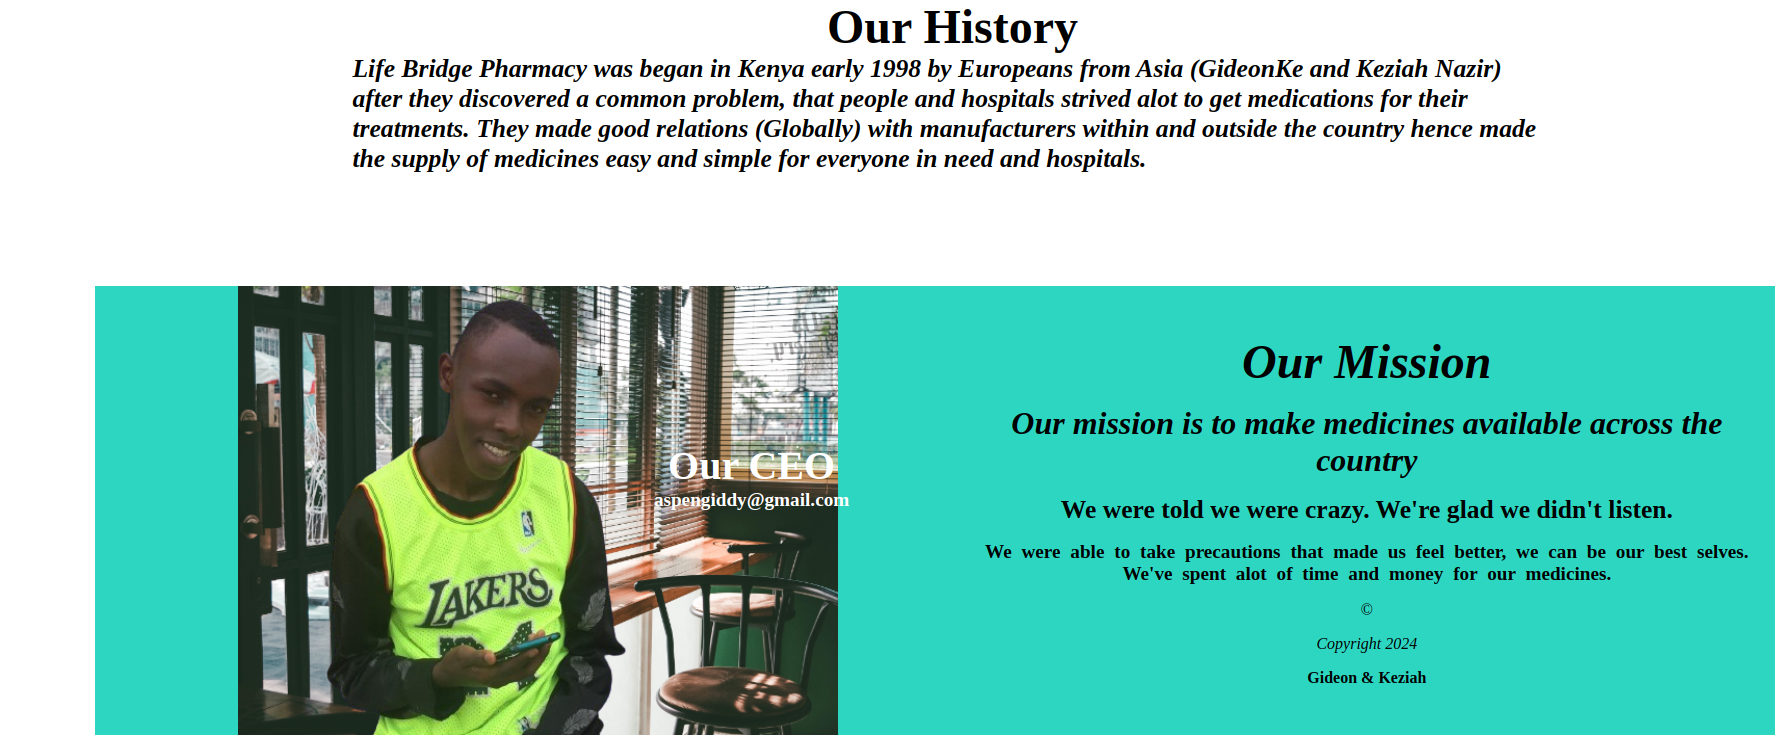 Our History
Life Bridge Pharmacy was began in Kenya early 1998 by Europeans from Asia (GideonKe and Keziah Nazir)
after they discovered a common problem, that people and hospitals strived alot to get medications for their
treatments. They made good relations (Globally) with manufacturers within and outside the country hence made
the supply of medicines easy and simple for everyone in need and hospitals.
Our CEO
aspengiddy@gmail.com
LAKERS
Our Mission
Our mission is to make medicines available across the
country
We were told we were crazy. We're glad we didn't listen.
We were able to take precautions that made us feel better, we can be our best selves.
We've spent alot of time and money for our medicines.
©
Copyright 2024
Gideon & Keziah